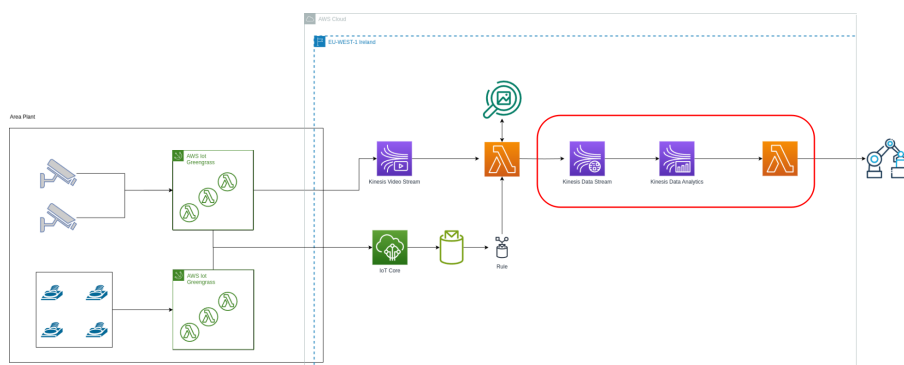 AWS Cloud
EU-WEST-1 Ireland
Area Plant
AWS Iot
Greengrass
Kinesis Video Stream
Kinesis Data Stream
Kinesis Data Analytics
IoT Core
Rule
AWS Iot
Greengrass